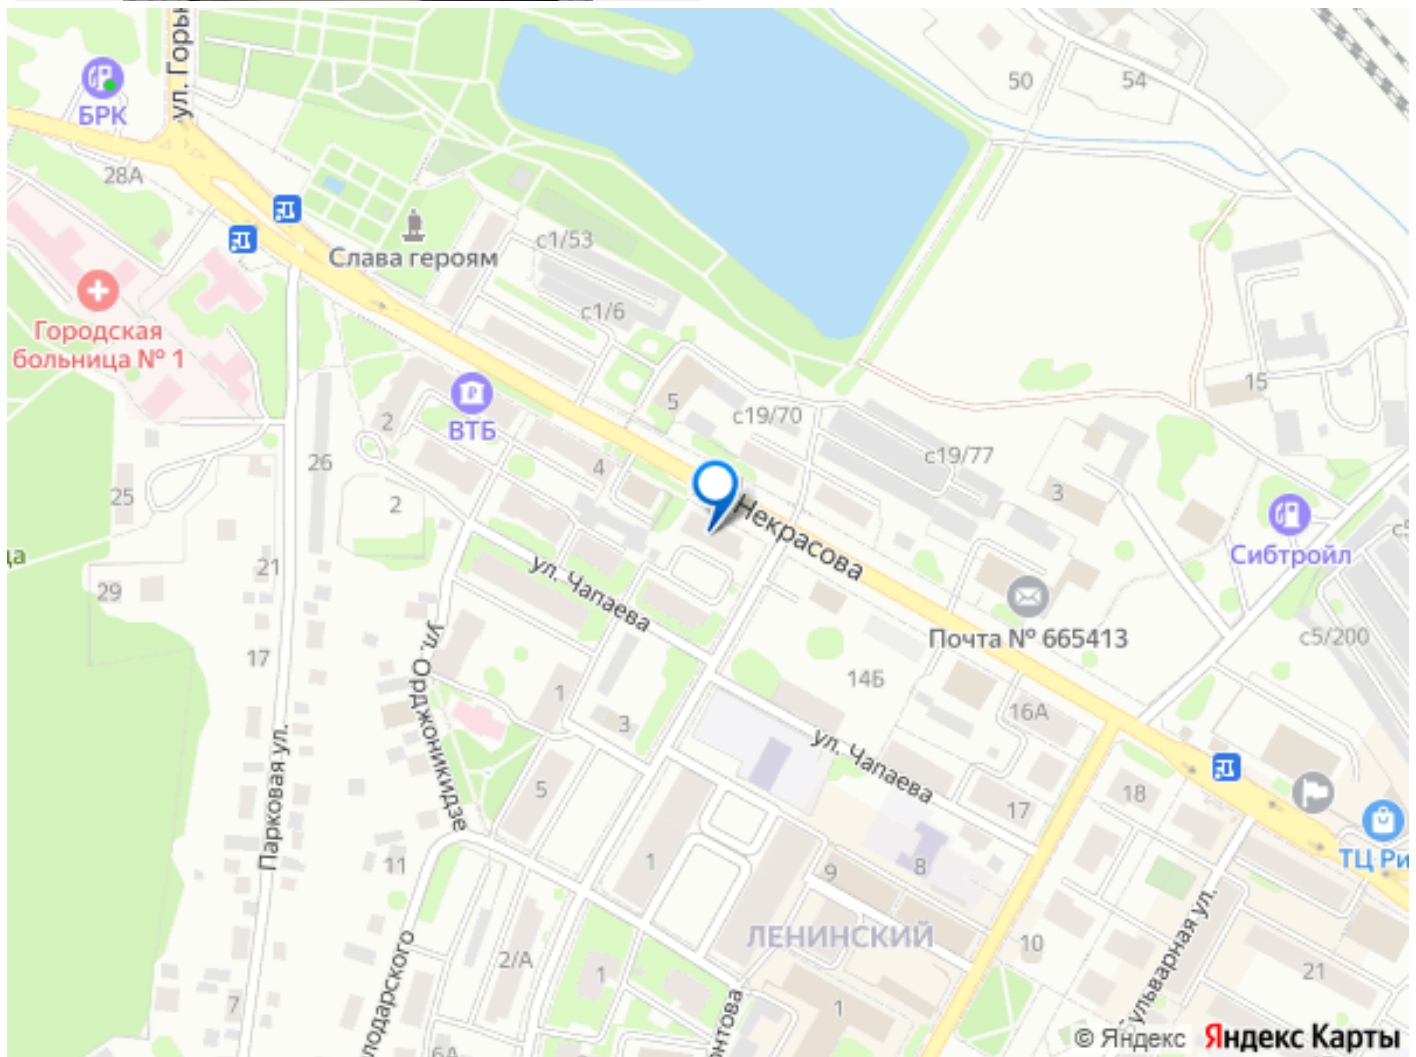 ул. Горь
50
54
БРК
28А
с1/53
Слава героям
с1/6
Городская
больница № 1
15
5
с19/70
2
ВТБ
с19/77
26
4
3
25
2
Некрасова
Сибтройл
21
ул. Чапаева
29
Почта № 665413
с5/200
17
ул. Орджоникидзе
14Б
1
16А
3
ул. Чапаева
Парковая ул.
5
17
18
ТЦ Ри
11
1
9
8
ЛЕНИНСКИЙ
10
Бульварная ул.
2/А
1
21
7
лодарского
1
онтова
6А
© Яндекс Яндекс Карты